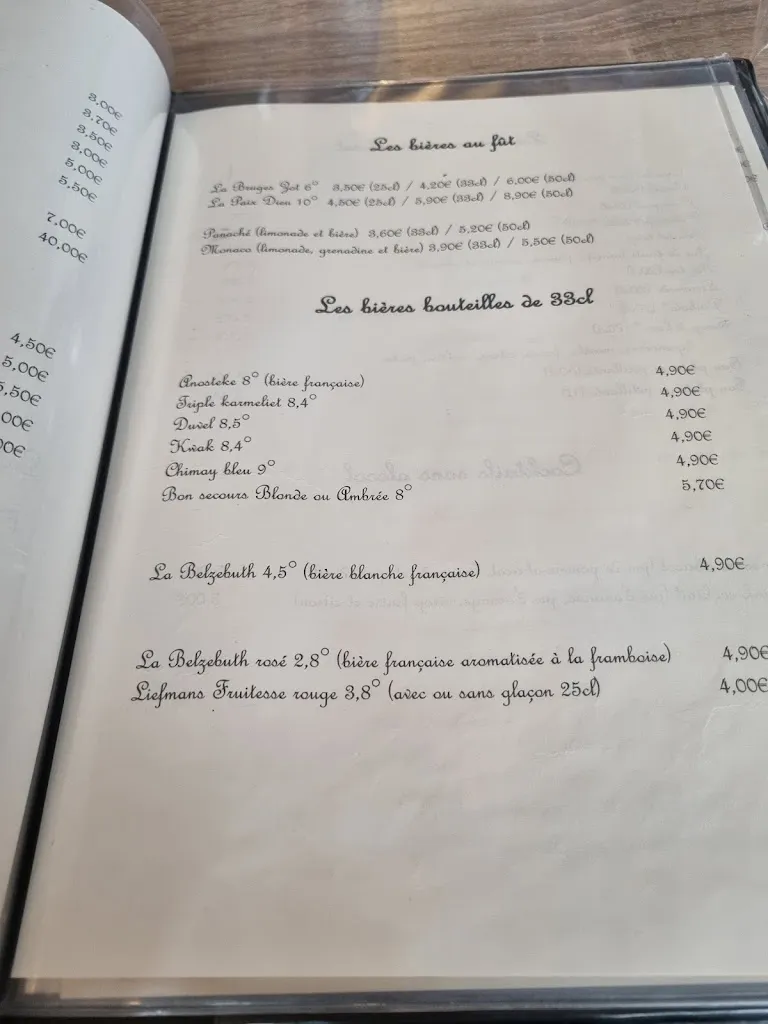 3,00€
3,70€
3,50€
3,00€
5,00€
5,50€
7,00€
40,00€
4,50€
5,00€
5,50€
00€
00€
Les bières au fût
La Bruges Zot 6° 3,50€ (25cl) / 4,20€ (33cl) / 6,00€ (50cl)
La Paix Dieu 10° 4,50€ (25cl) / 5,90€ (33cl) / 8,90€ (50cl)
Panaché (limonade et bière) 3,60€ (33cl) / 5,20€ (50cl)
Monaco (limonade, grenadine et bière) 3,90€ (33cl) / 5,50€ (50cl)
Les bières bouteilles de 33cl
Anosteke 8° (bière française) 4,90€
Triple karmeliet 8,4° 4,90€
Duvel 8,5° 4,90€
Kwak 8,4° 4,90€
Chimay bleu 9° 4,90€
Bon secours Blonde ou Ambrée 8° 5,70€
La Belzebuth 4,5° (bière blanche française) 4,90€
La Belzebuth rosé 2,8° (bière française aromatisée à la framboise) 4,90€
Liefmans Fruitesse rouge 3,8° (avec ou sans glaçon 25cl) 4,00€